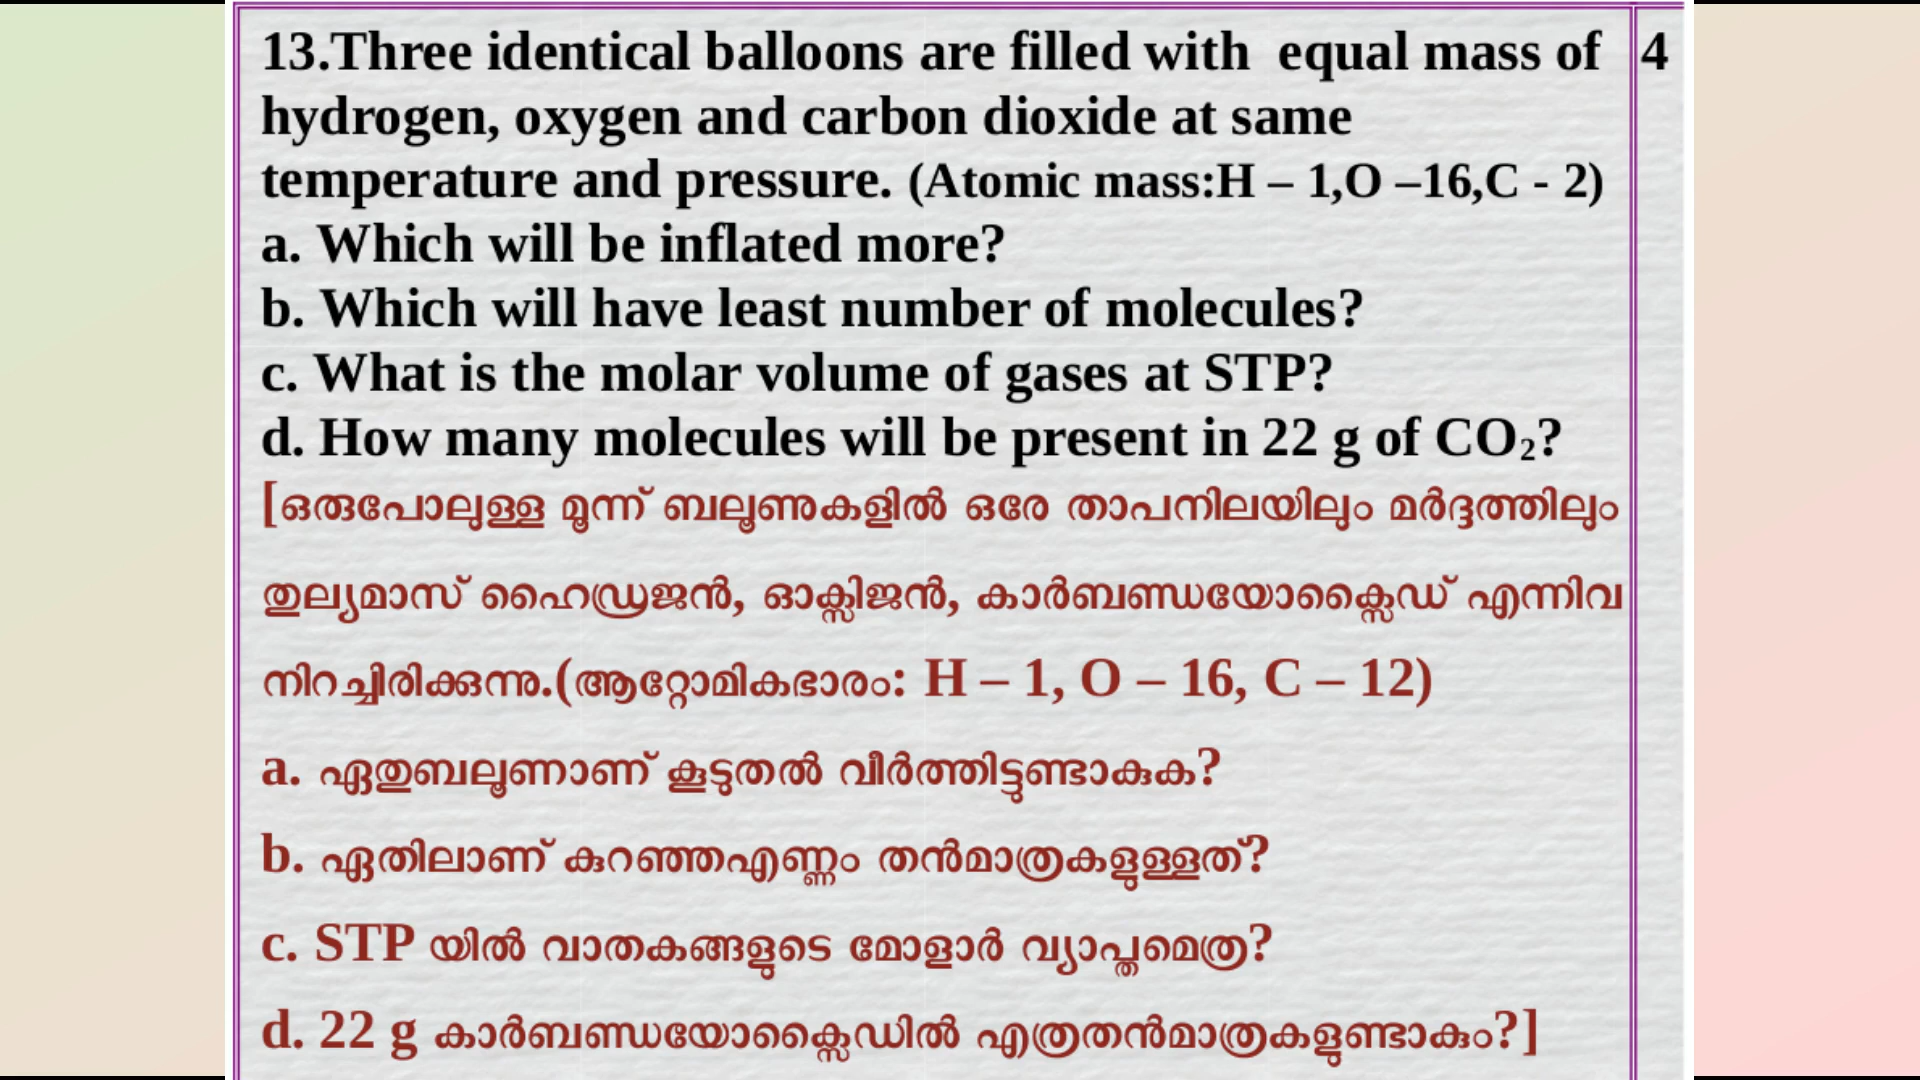 13.Three identical balloons are filled with equal mass of 4
hydrogen, oxygen and carbon dioxide at same
temperature and pressure. (Atomic mass:H – 1,O –16,C - 2)
a. Which will be inflated more?
b. Which will have least number of molecules?
c. What is the molar volume of gases at STP?
d. How many molecules will be present in 22 g of CO₂?
[ഒരുപോലുള്ള മൂന്ന് ബലൂണുകളിൽ ഒരേ താപനിലയിലും മർദ്ദത്തിലും
തുല്യമാസ് ഹൈഡ്രജൻ, ഓക്സിജൻ, കാർബണ്ഡയോക്സൈഡ് എന്നിവ
നിറച്ചിരിക്കുന്നു.(ആറ്റോമികഭാരം: H – 1, O – 16, C – 12)
a. ഏതുബലൂണാണ് കൂടുതൽ വീർത്തിട്ടുണ്ടാകുക?
b. ഏതിലാണ് കുറഞ്ഞഎണ്ണം തൻമാത്രകളുള്ളത്?
c. STP യിൽ വാതകങ്ങളുടെ മോളാർ വ്യാപ്തമെത്ര?
d. 22 g കാർബണ്ഡയോക്സൈഡിൽ എത്രതൻമാത്രകളുണ്ടാകും?]